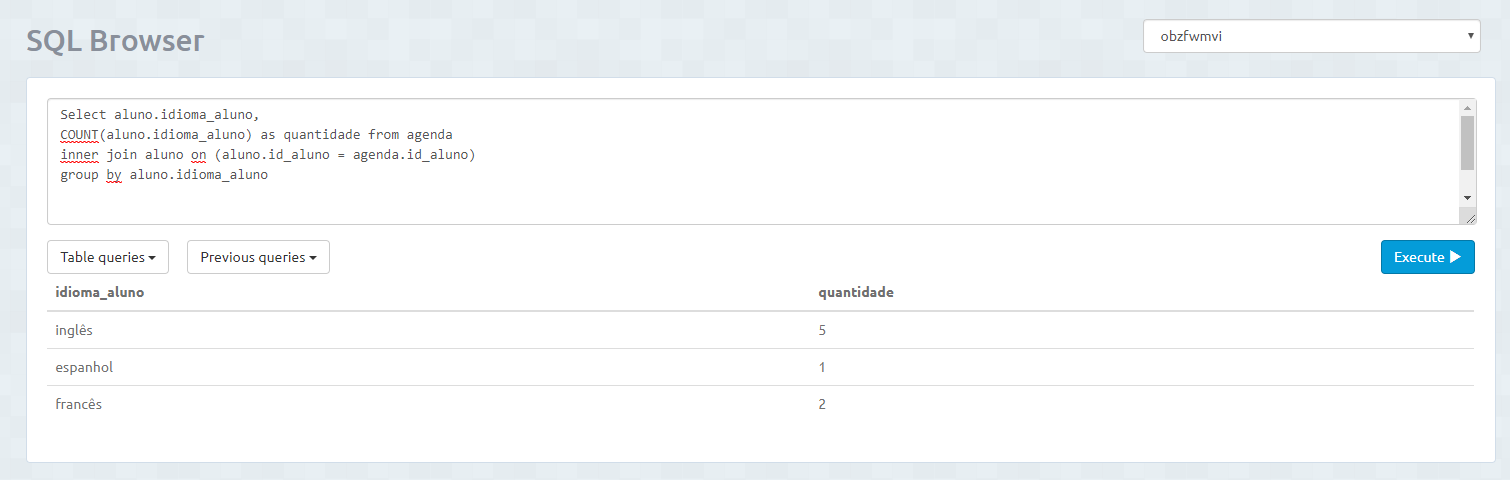 SQL Browser
obzfwmvi
Select aluno.idioma_aluno,
COUNT(aluno.idioma_aluno) as quantidade from agenda
inner join aluno on (aluno.id_aluno = agenda.id_aluno)
group by aluno.idioma_aluno
Table queries Previous queries Execute
idioma_aluno quantidade
inglês 5
espanhol 1
francês 2